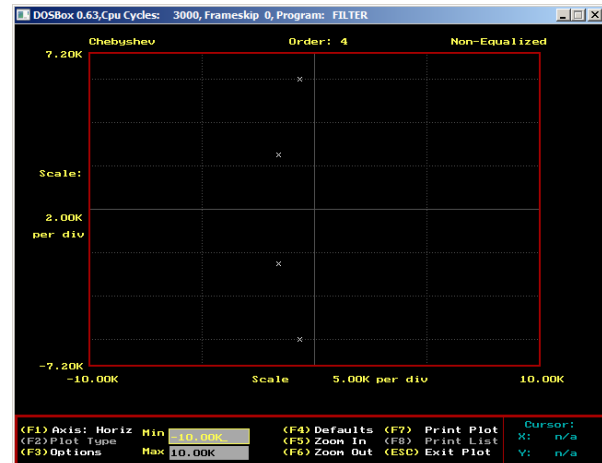 DOSBox 0.63,Cpu Cycles: 3000, Frameskip 0, Program: FILTER
Chebyshev Order: 4 Non-Equalized
7.20K
Scale:
2.00K
per div
-7.20K
-10.00K Scale 5.00K per div 10.00K
(F1) Axis: Horiz Min -10.00K_ (F4) Defaults (F7) Print Plot Cursor:
(F2)Plot Type (F5) Zoom In (F8) Print List X: n/a
(F3)Options Max 10.00K (F6) Zoom Out (ESC) Exit Plot Y: n/a